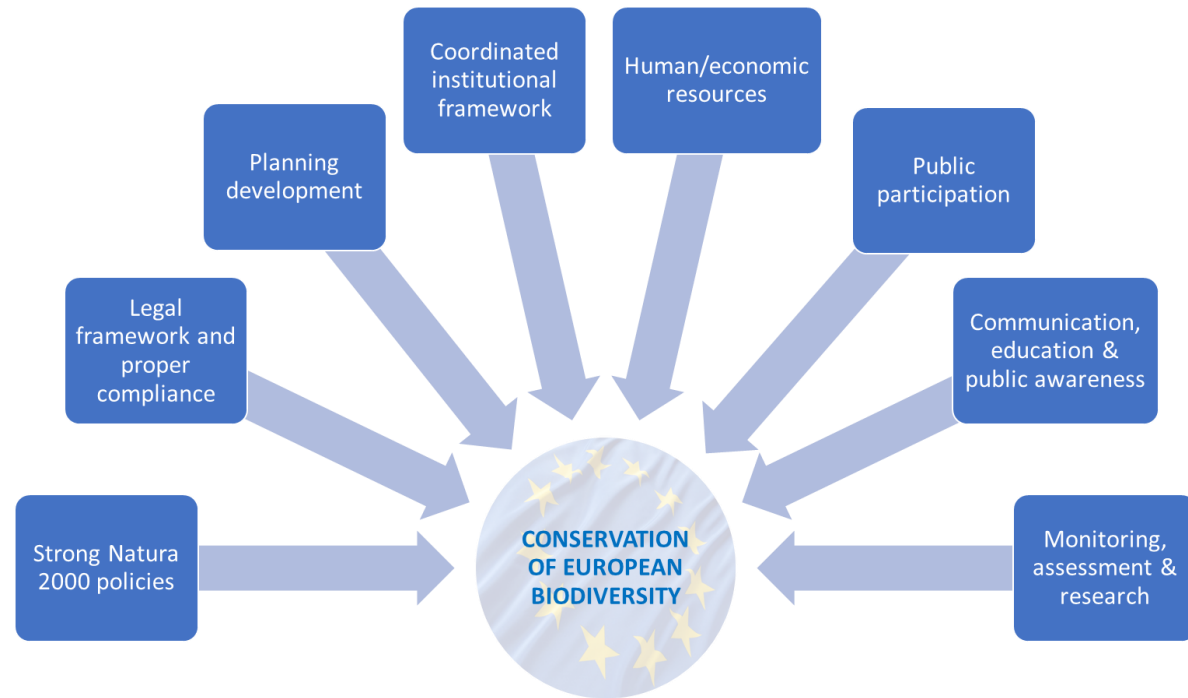 Coordinated
institutional
framework
Human/economic
resources
Planning
development
Public
participation
Legal
framework and
proper
compliance
Communication,
education &
public awareness
Strong Natura
2000 policies
CONSERVATION
OF EUROPEAN
BIODIVERSITY
Monitoring,
assessment &
research